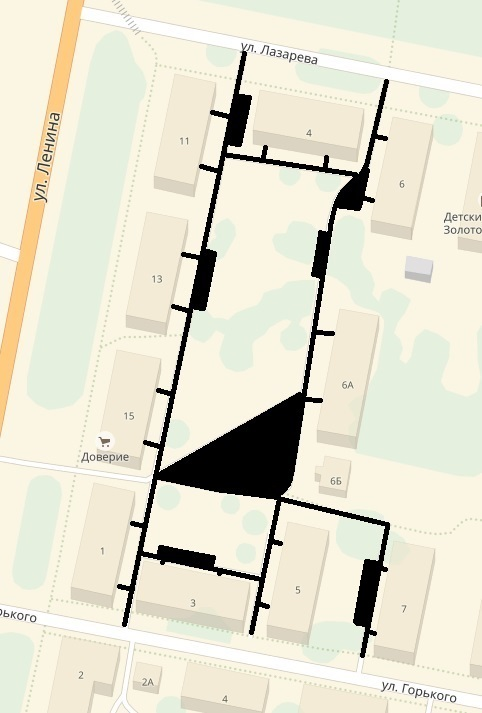 ул. Лазарева
ул. Ленина
11
4
6
Детски
Золото
13
6А
15
Доверие
6Б
1
3
5
7
рького
2
2А
4
ул. Горького